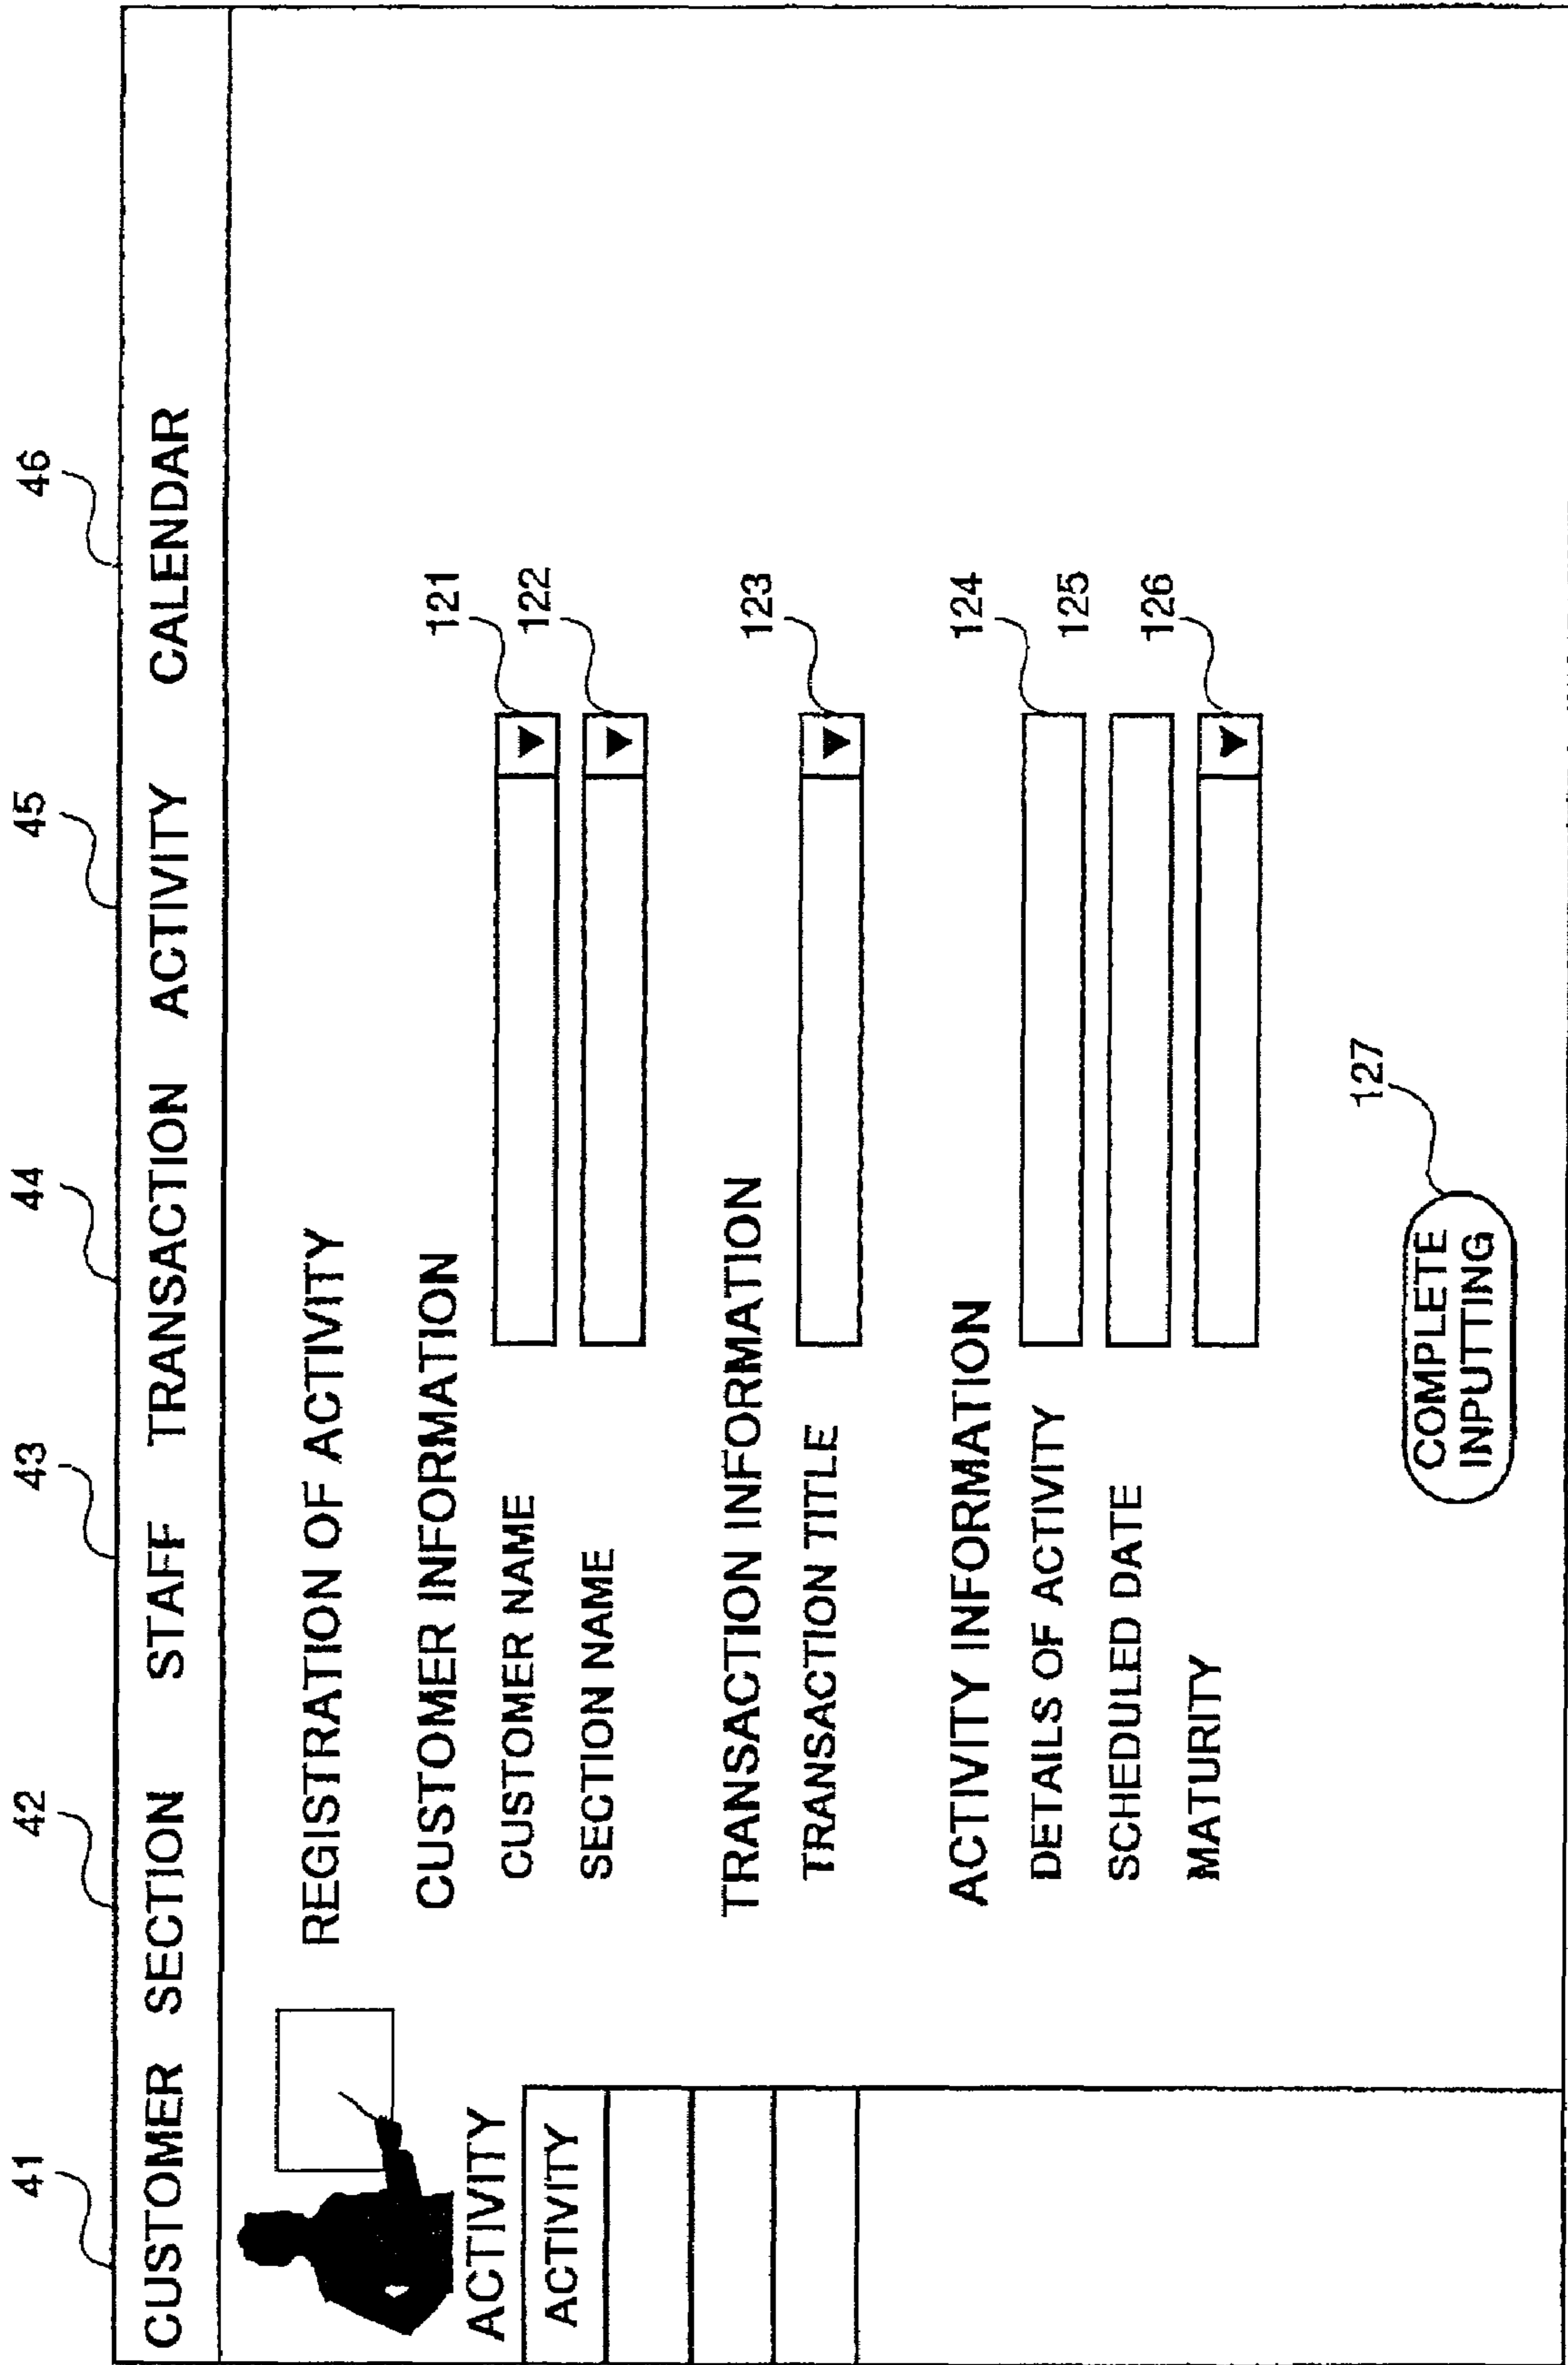 41 42 43 44 45 46
CUSTOMER SECTION STAFF TRANSACTION ACTIVITY CALENDAR
REGISTRATION OF ACTIVITY
CUSTOMER INFORMATION
CUSTOMER NAME 121
SECTION NAME 122
TRANSACTION INFORMATION
TRANSACTION TITLE 123
ACTIVITY INFORMATION
DETAILS OF ACTIVITY 124
SCHEDULED DATE 125
MATURITY 126
COMPLETE
INPUTTING
127
ACTIVITY
ACTIVITY